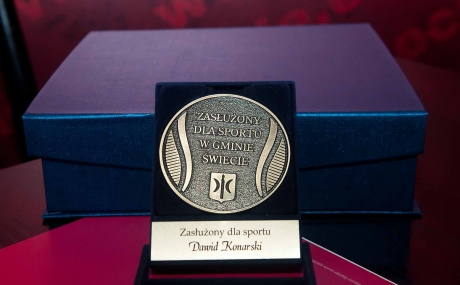 ZASŁUŻONY
DLA SPORTU
W GMINIE
ŚWIECIE
Zasłużony dla sportu
Dawid Konarski